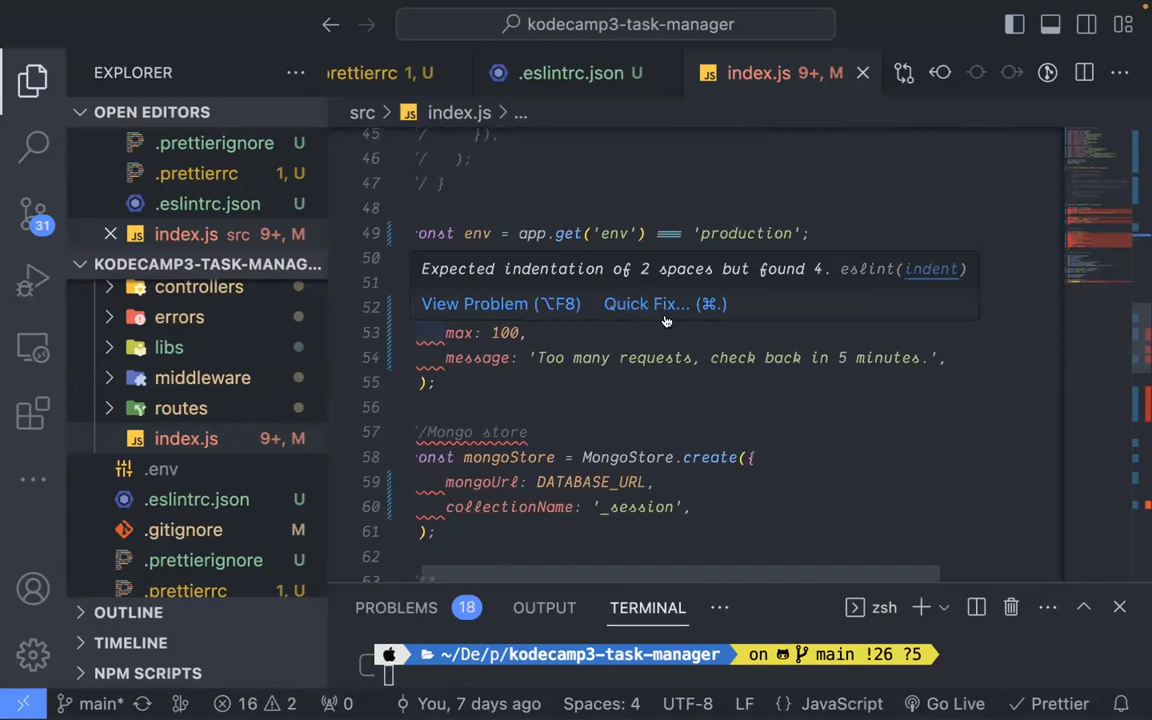 kodecamp3-task-manager
EXPLORER
rettierrc 1, U
.eslintrc.json U
index.js 9+, M
OPEN EDITORS
.prettierignore U
.prettierrc 1, U
.eslintrc.json U
index.js src 9+, M
KODECAMP3-TASK-MANAG...
controllers
errors
libs
middleware
routes
index.js 9+, M
.env
.eslintrc.json U
.gitignore M
.prettierignore U
.prettierrc 1, U
OUTLINE
TIMELINE
NPM SCRIPTS
31
src > index.js > ...
45 / }),
46 // );
47 '/ }
48
49 onst env = app.get('env') === 'production';
50
51
52
Expected indentation of 2 spaces but found 4. eslint(indent)
View Problem (⌥F8) Quick Fix... (⌘.)
53 max: 100,
54 message: 'Too many requests, check back in 5 minutes.',
55 );
56
57 '/Mongo store
58 onst mongoStore = MongoStore.create({
59 mongoUrl: DATABASE_URL,
60 collectionName: '_session',
61 );
62
63
PROBLEMS 18 OUTPUT TERMINAL ... zsh
~/De/p/kodecamp3-task-manager on main !26 ?5
main* 16 2 0 You, 7 days ago Spaces: 4 UTF-8 LF {} JavaScript Go Live Prettier